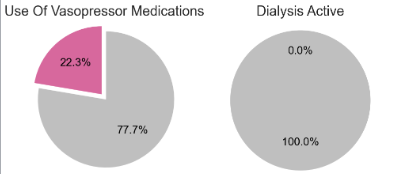 Use Of Vasopressor Medications
Dialysis Active
22.3%
77.7%
0.0%
100.0%